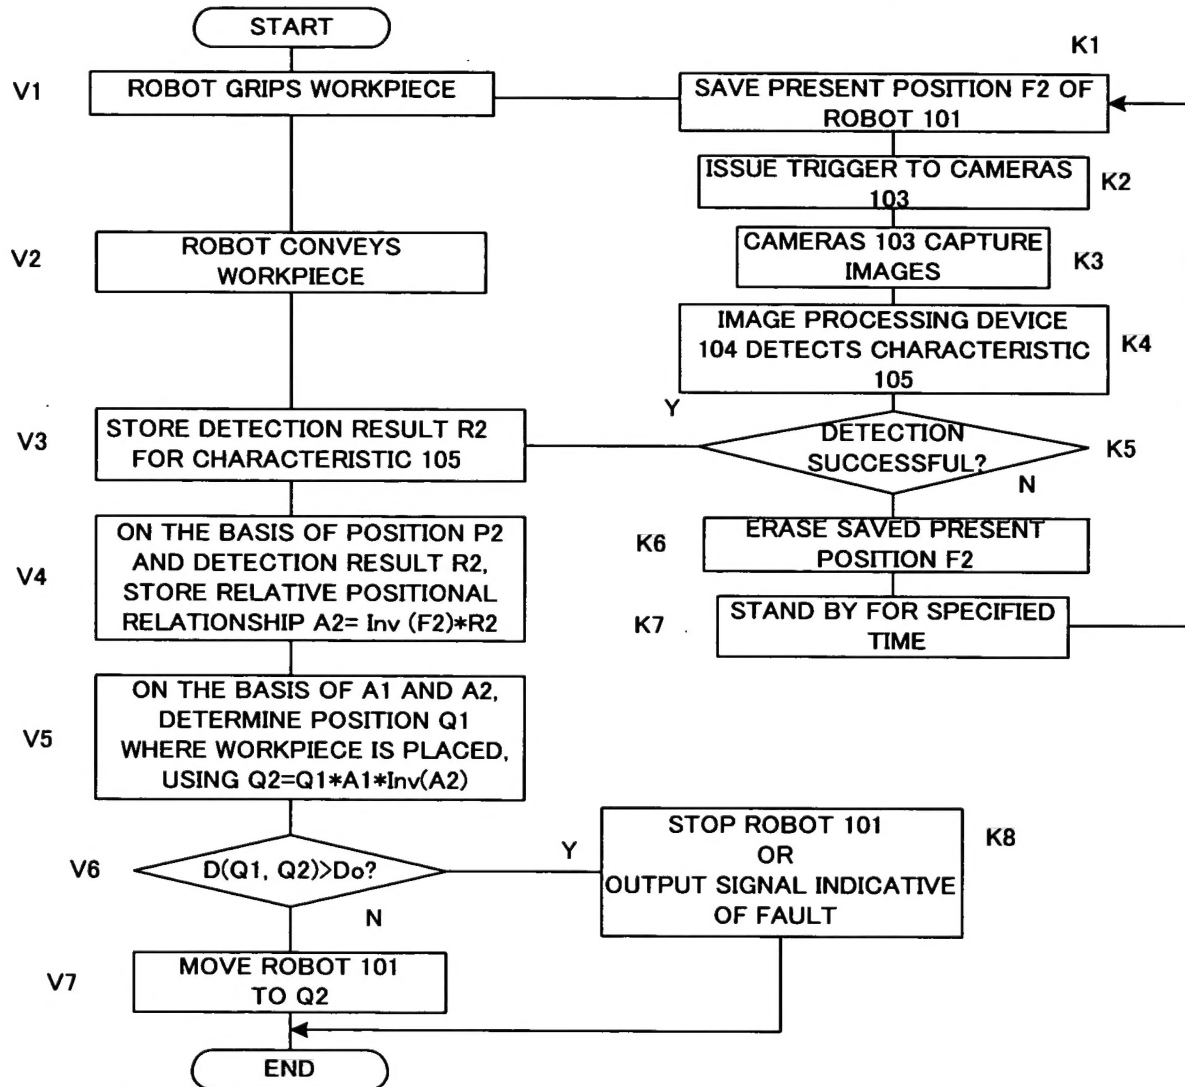 START
V1
ROBOT GRIPS WORKPIECE
V2
ROBOT CONVEYS
WORKPIECE
V3
STORE DETECTION RESULT R2
FOR CHARACTERISTIC 105
V4
ON THE BASIS OF POSITION P2
AND DETECTION RESULT R2,
STORE RELATIVE POSITIONAL
RELATIONSHIP A2= Inv (F2)*R2
V5
ON THE BASIS OF A1 AND A2,
DETERMINE POSITION Q1
WHERE WORKPIECE IS PLACED,
USING Q2=Q1*A1*Inv(A2)
V6
D(Q1, Q2)>Do?
Y
N
V7
MOVE ROBOT 101
TO Q2
END
K1
SAVE PRESENT POSITION F2 OF
ROBOT 101
K2
ISSUE TRIGGER TO CAMERAS
103
K3
CAMERAS 103 CAPTURE
IMAGES
K4
IMAGE PROCESSING DEVICE
104 DETECTS CHARACTERISTIC
105
K5
DETECTION
SUCCESSFUL?
Y
N
K6
ERASE SAVED PRESENT
POSITION F2
K7
STAND BY FOR SPECIFIED
TIME
K8
STOP ROBOT 101
OR
OUTPUT SIGNAL INDICATIVE
OF FAULT